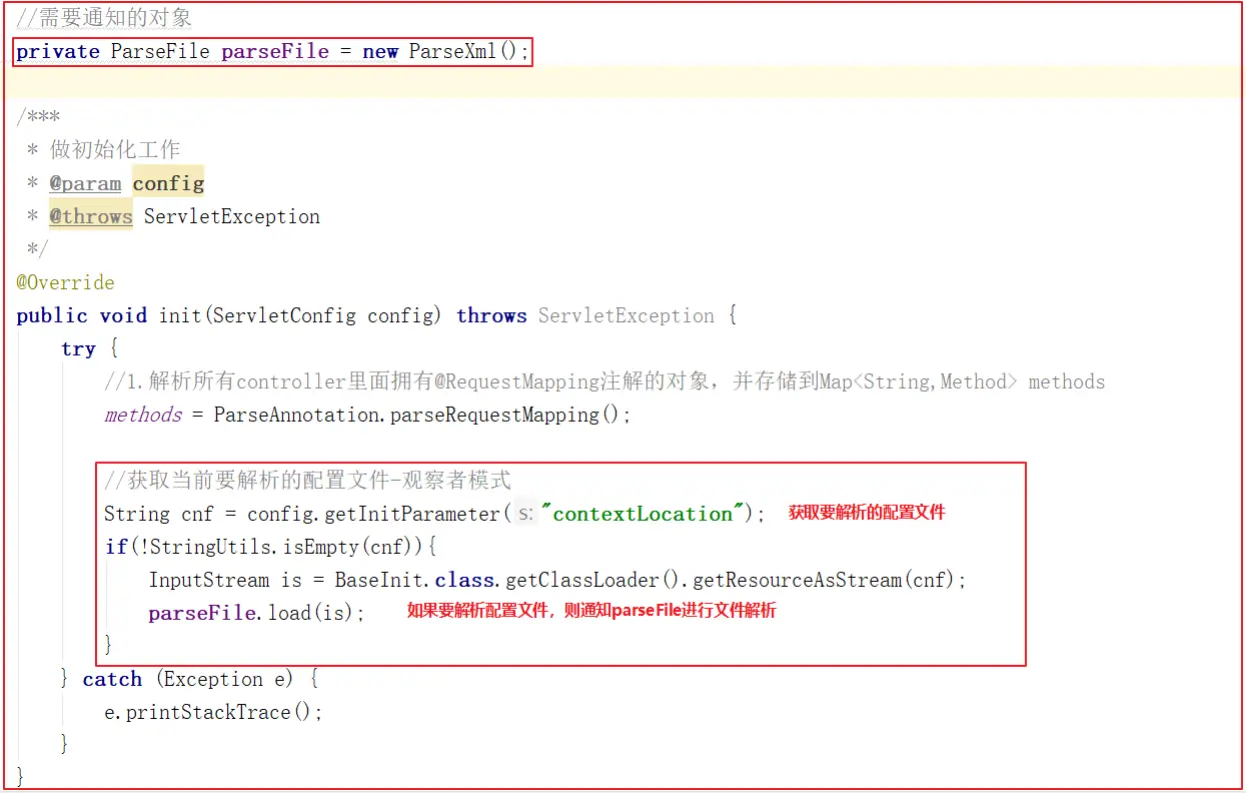 //需要通知的对象
private ParseFile parseFile = new ParseXml();
/***
 * 做初始化工作
 * @param config
 * @throws ServletException
 */
@Override
public void init(ServletConfig config) throws ServletException {
    try {
        //1.解析所有controller里面拥有@RequestMapping注解的对象，并存储到Map<String,Method> methods
        methods = ParseAnnotation.parseRequestMapping();
        //获取当前要解析的配置文件-观察者模式
        String cnf = config.getInitParameter( s: "contextLocation"); 获取要解析的配置文件
        if(!StringUtils.isEmpty(cnf)){
            InputStream is = BaseInit.class.getClassLoader().getResourceAsStream(cnf);
            parseFile.load(is); 如果要解析配置文件，则通知parseFile进行文件解析
        }
    } catch (Exception e) {
        e.printStackTrace();
    }
}